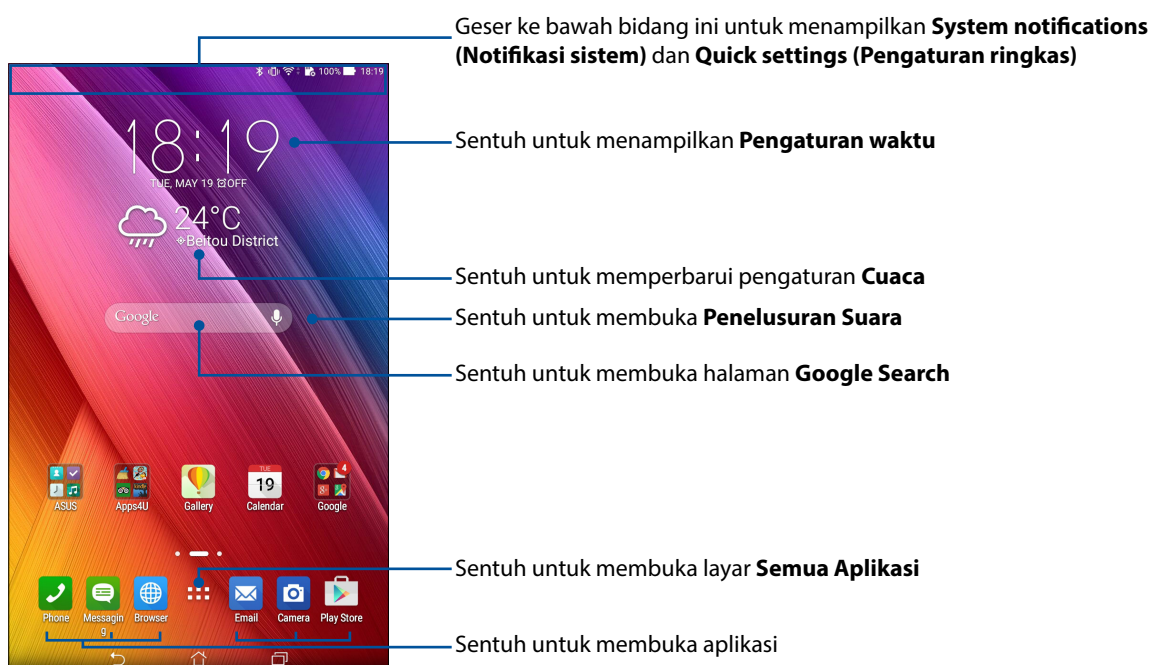 Geser ke bawah bidang ini untuk menampilkan System notifications
(Notifikasi sistem) dan Quick settings (Pengaturan ringkas)
100% 18:19
18:19
Sentuh untuk menampilkan Pengaturan waktu
TUE, MAY 19 OFF
24°C
Beitou District
Sentuh untuk memperbarui pengaturan Cuaca
Google
Sentuh untuk membuka Penelusuran Suara
Sentuh untuk membuka halaman Google Search
TUE
19
4
ASUS Apps4U Gallery Calendar Google
Sentuh untuk membuka layar Semua Aplikasi
Phone Messagin Browser Email Camera Play Store
g
Sentuh untuk membuka aplikasi